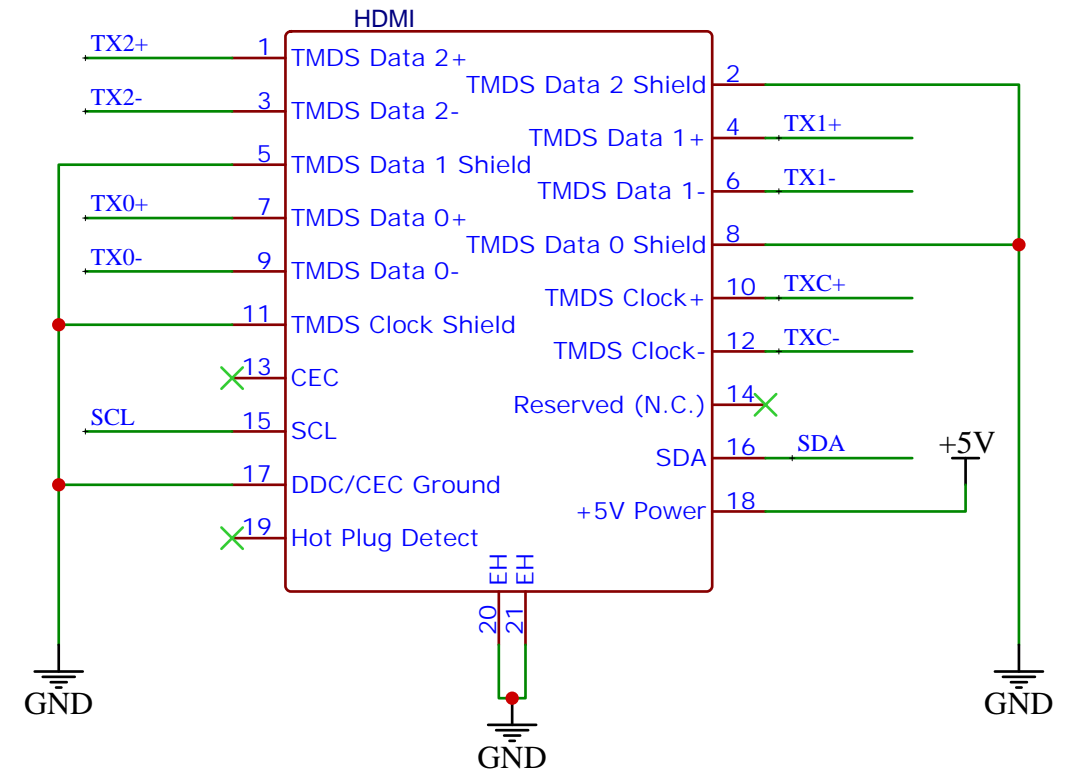 HDMI
TX2+ 1 TMDS Data 2+
TMDS Data 2 Shield 2
TX2- 3 TMDS Data 2-
TMDS Data 1+ 4 TX1+
5 TMDS Data 1 Shield
TMDS Data 1- 6 TX1-
TX0+ 7 TMDS Data 0+
TMDS Data 0 Shield 8
TX0- 9 TMDS Data 0-
TMDS Clock+ 10 TXC+
11 TMDS Clock Shield
TMDS Clock- 12 TXC-
13 CEC
Reserved (N.C.) 14
SCL 15 SCL
SDA 16 SDA
+5V
17 DDC/CEC Ground
+5V Power 18
19 Hot Plug Detect
EH EH
20 21
GND
GND
GND